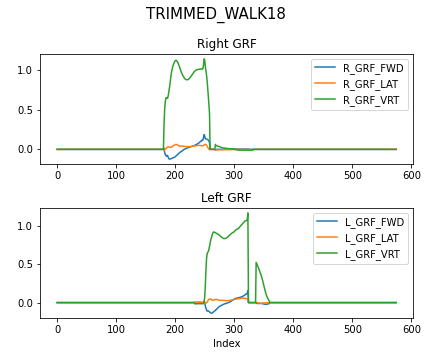 TRIMMED_WALK18
Right GRF
R_GRF_FWD
R_GRF_LAT
R_GRF_VRT
1.0
0.5
0.0
0 100 200 300 400 500 600
Left GRF
L_GRF_FWD
L_GRF_LAT
L_GRF_VRT
1.0
0.5
0.0
0 100 200 300 400 500 600
Index